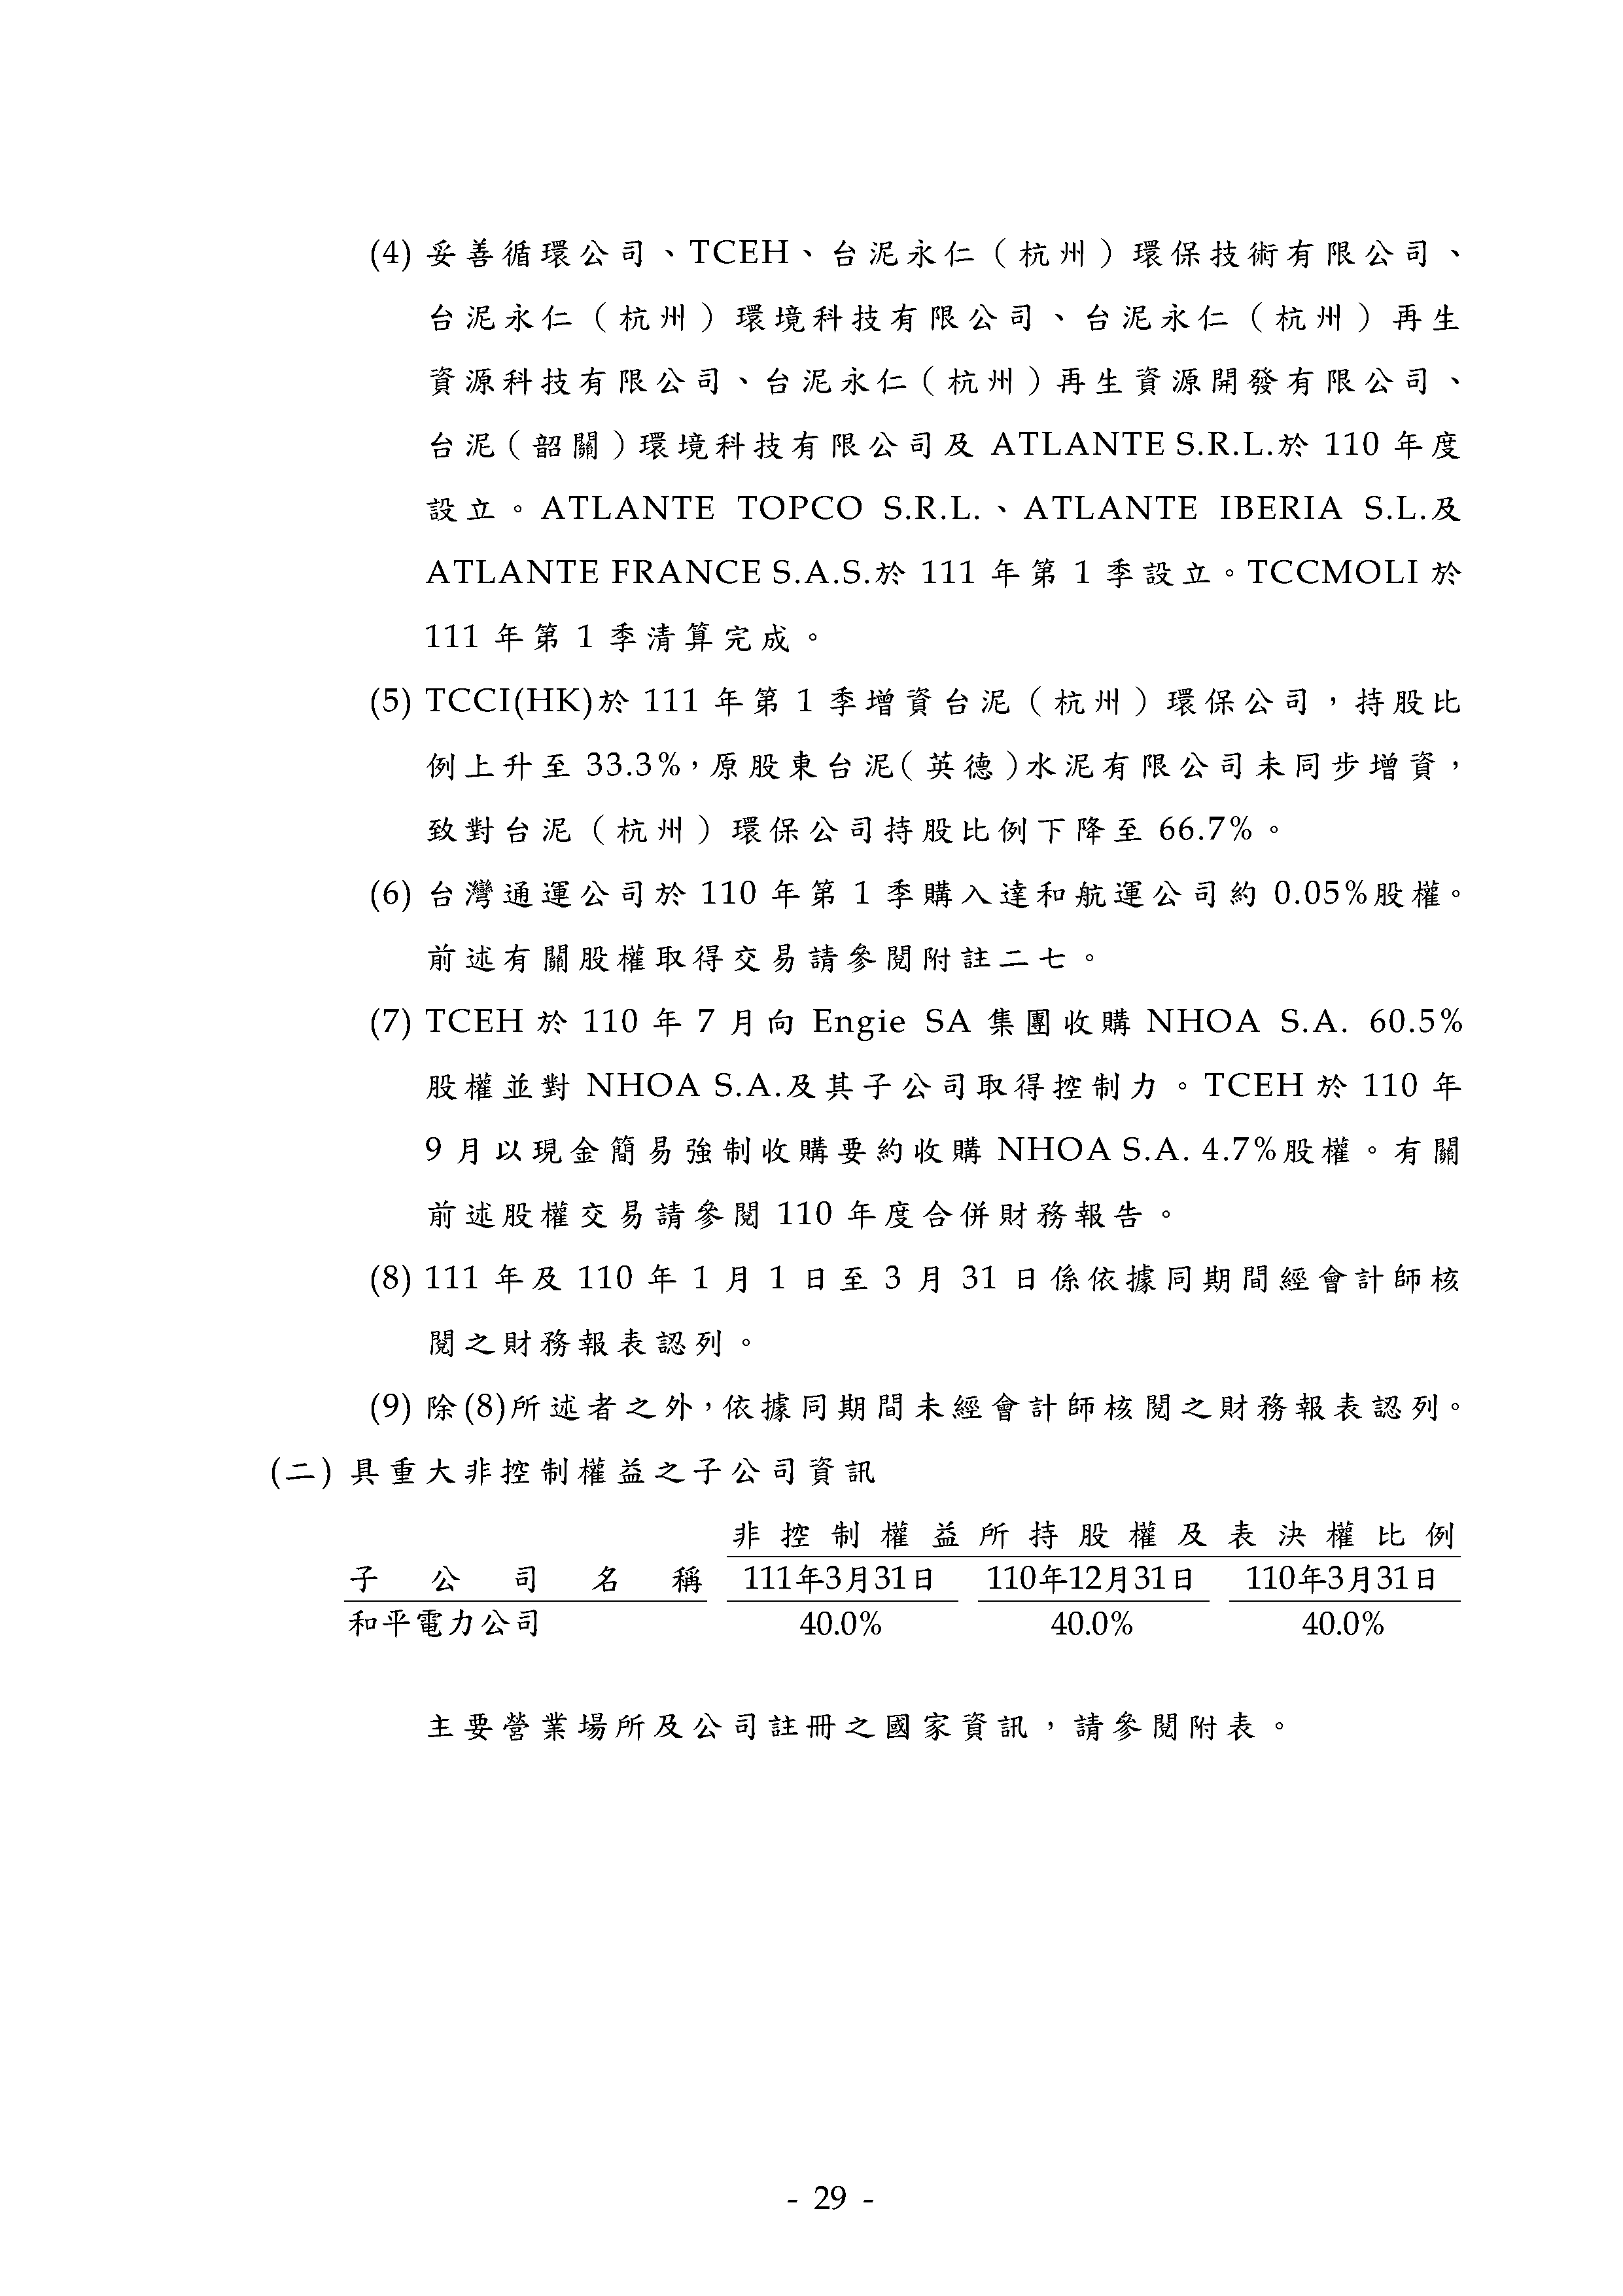 (4) 妥善循環公司、TCEH、台泥永仁（杭州）環保技術有限公司、
台泥永仁（杭州）環境科技有限公司、台泥永仁（杭州）再生
資源科技有限公司、台泥永仁（杭州）再生資源開發有限公司、
台泥（韶關）環境科技有限公司及 ATLANTE S.R.L.於 110 年度
設立。ATLANTE TOPCO S.R.L.、ATLANTE IBERIA S.L.及
ATLANTE FRANCE S.A.S.於 111 年第 1 季設立。TCCMOLI 於
111 年第 1 季清算完成。
(5) TCCI(HK)於 111 年第 1 季增資台泥（杭州）環保公司，持股比
例上升至 33.3%，原股東台泥（英德）水泥有限公司未同步增資，
致對台泥（杭州）環保公司持股比例下降至 66.7%。
(6) 台灣通運公司於 110 年第 1 季購入達和航運公司約 0.05%股權。
前述有關股權取得交易請參閱附註二七。
(7) TCEH 於 110 年 7 月向 Engie SA 集團收購 NHOA S.A. 60.5%
股權並對 NHOA S.A.及其子公司取得控制力。TCEH 於 110 年
9 月以現金簡易強制收購要約收購 NHOA S.A. 4.7%股權。有關
前述股權交易請參閱 110 年度合併財務報告。
(8) 111 年及 110 年 1 月 1 日至 3 月 31 日係依據同期間經會計師核
閱之財務報表認列。
(9) 除(8)所述者之外，依據同期間未經會計師核閱之財務報表認列。
(二) 具重大非控制權益之子公司資訊
非控制權益所持股權及表決權比例
子公司名稱 111年3月31日 110年12月31日 110年3月31日
和平電力公司 40.0% 40.0% 40.0%
主要營業場所及公司註冊之國家資訊，請參閱附表。
- 29 -